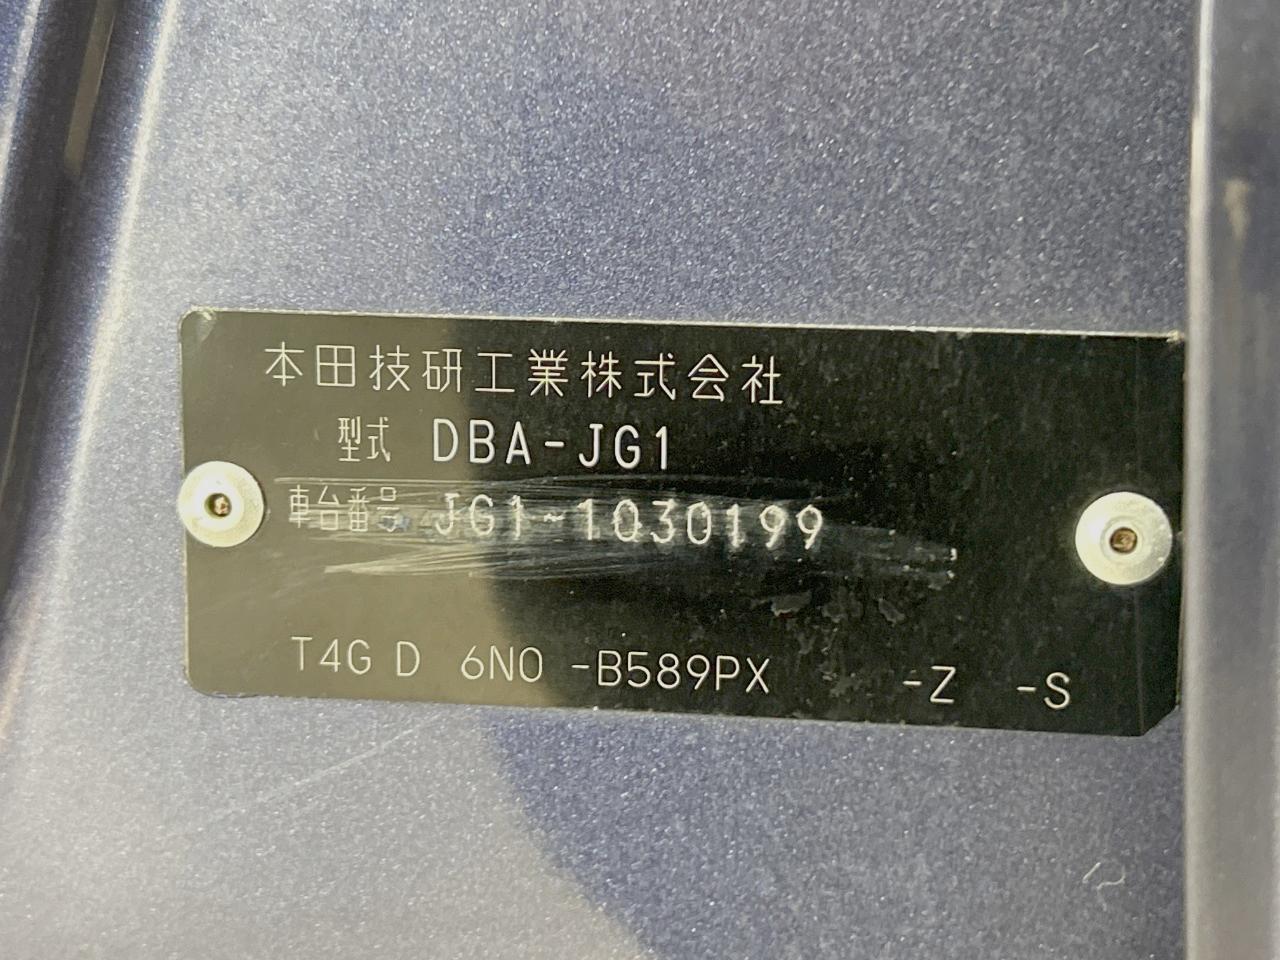 本田技研工業株式会社
型式 DBA-JG1
車台番号 JG1-1030199
T4G D 6N0 -B589PX -Z -S